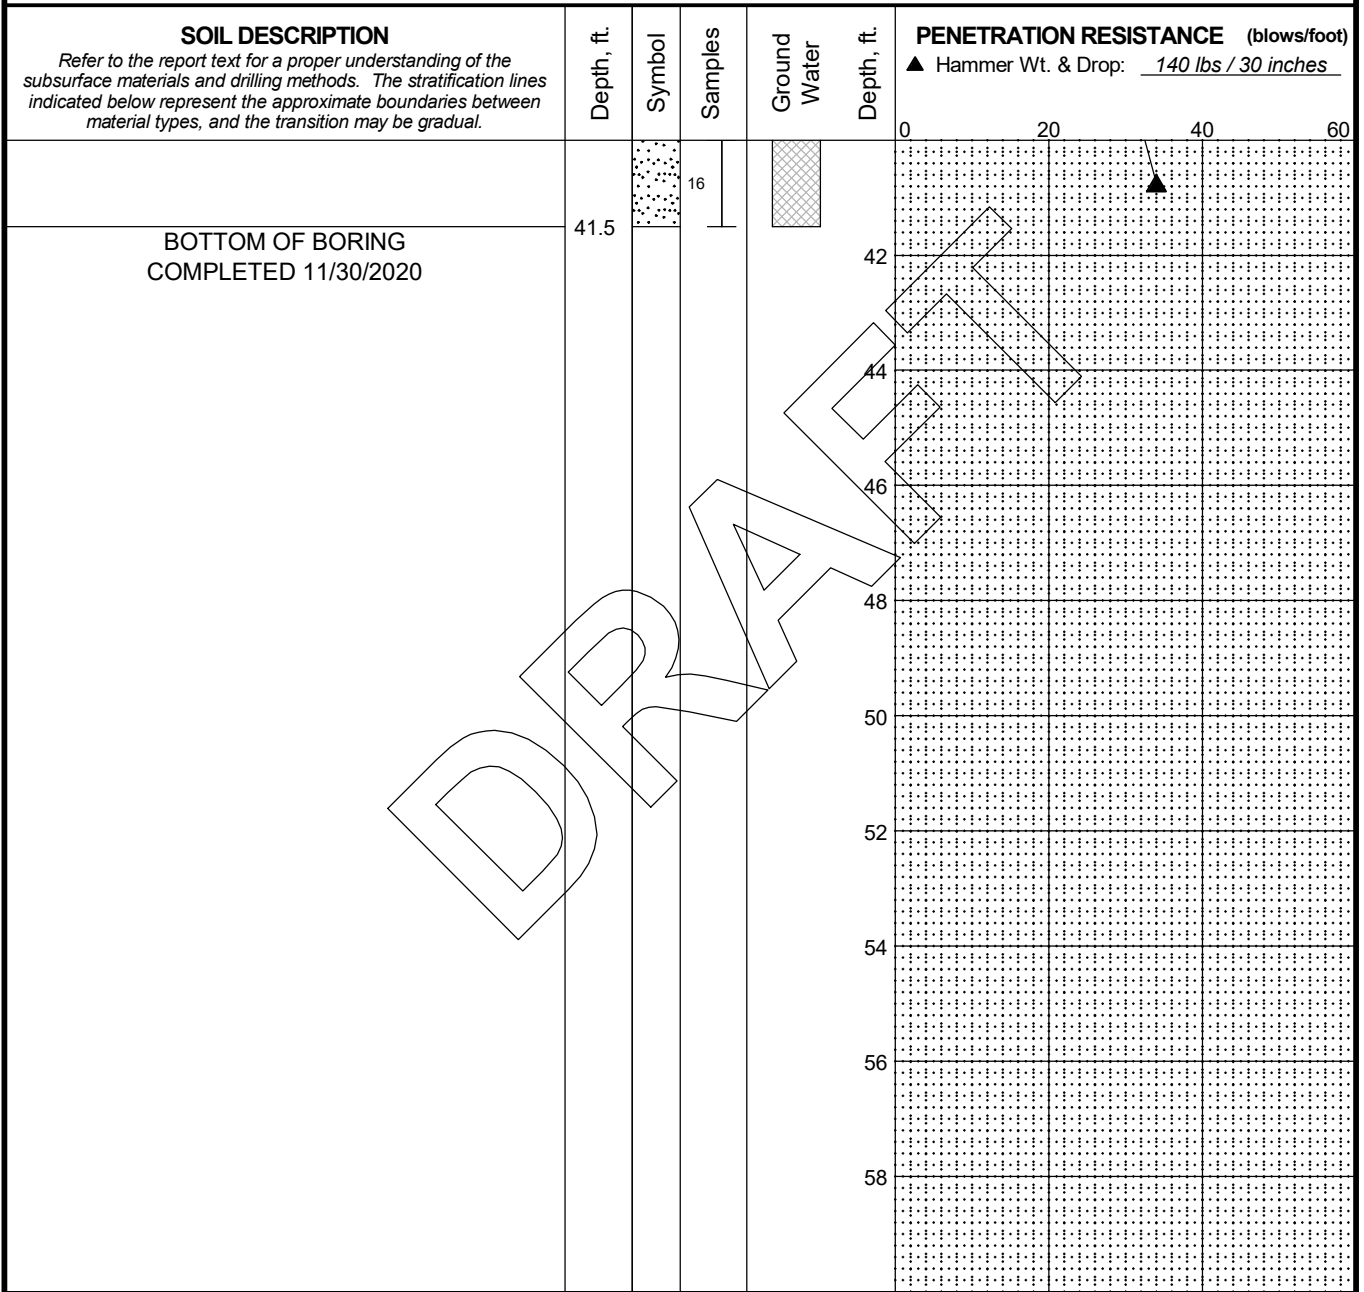 SOIL DESCRIPTION
Refer to the report text for a proper understanding of the
subsurface materials and drilling methods. The stratification lines
indicated below represent the approximate boundaries between
material types, and the transition may be gradual.
Depth, ft.
Symbol
Samples
Ground
Water
Depth, ft.
PENETRATION RESISTANCE (blows/foot)
▲ Hammer Wt. & Drop: 140 lbs / 30 inches
0 20 40 60
16
41.5
BOTTOM OF BORING
COMPLETED 11/30/2020
42
44
46
48
50
52
54
56
58
DRAFT